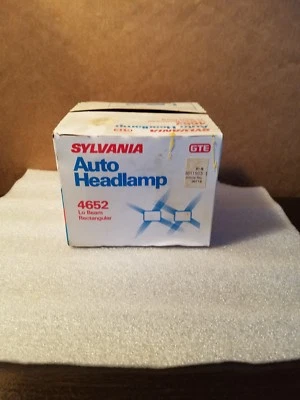 SYLVANIA
GTE
Auto
Headlamp
4652
Lo Beam
Rectangular